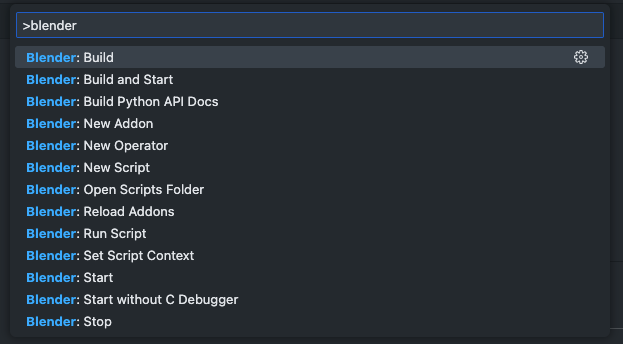 >blender
Blender: Build
Blender: Build and Start
Blender: Build Python API Docs
Blender: New Addon
Blender: New Operator
Blender: New Script
Blender: Open Scripts Folder
Blender: Reload Addons
Blender: Run Script
Blender: Set Script Context
Blender: Start
Blender: Start without C Debugger
Blender: Stop